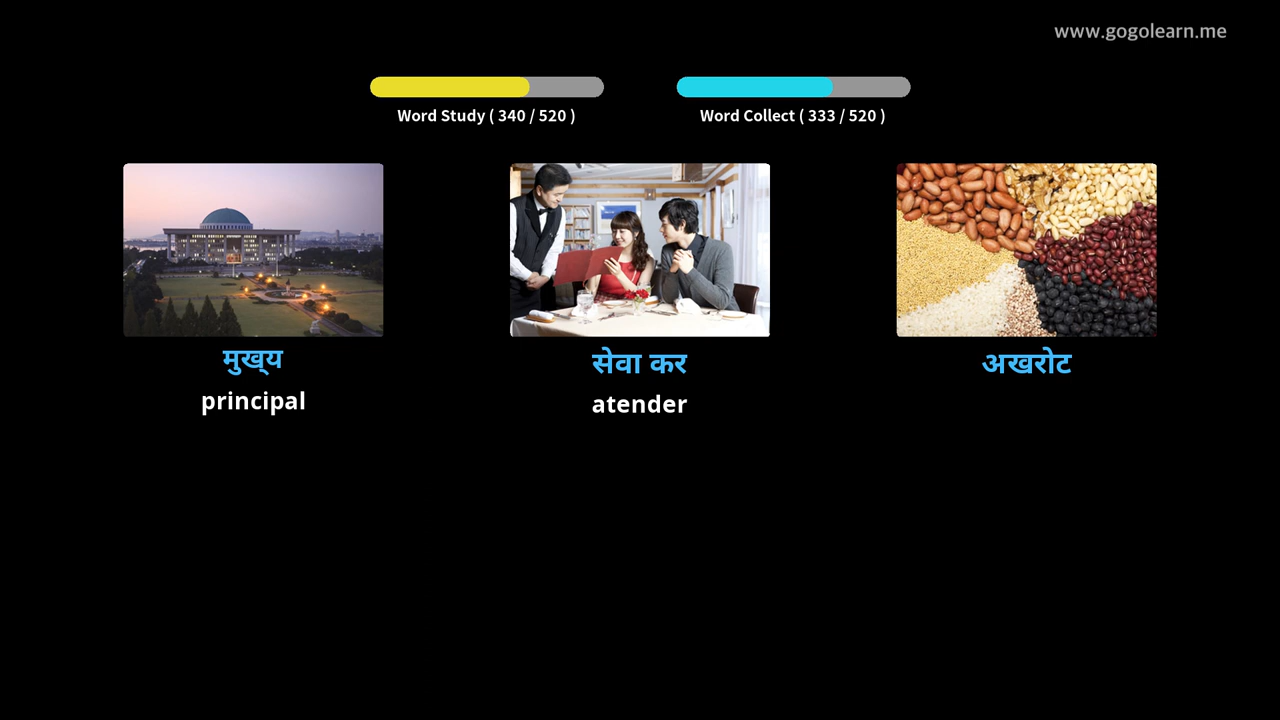 www.gogolearn.me
Word Study ( 340 / 520 )
Word Collect ( 333 / 520 )
मुख्य
principal
सेवा कर
atender
अखरोट